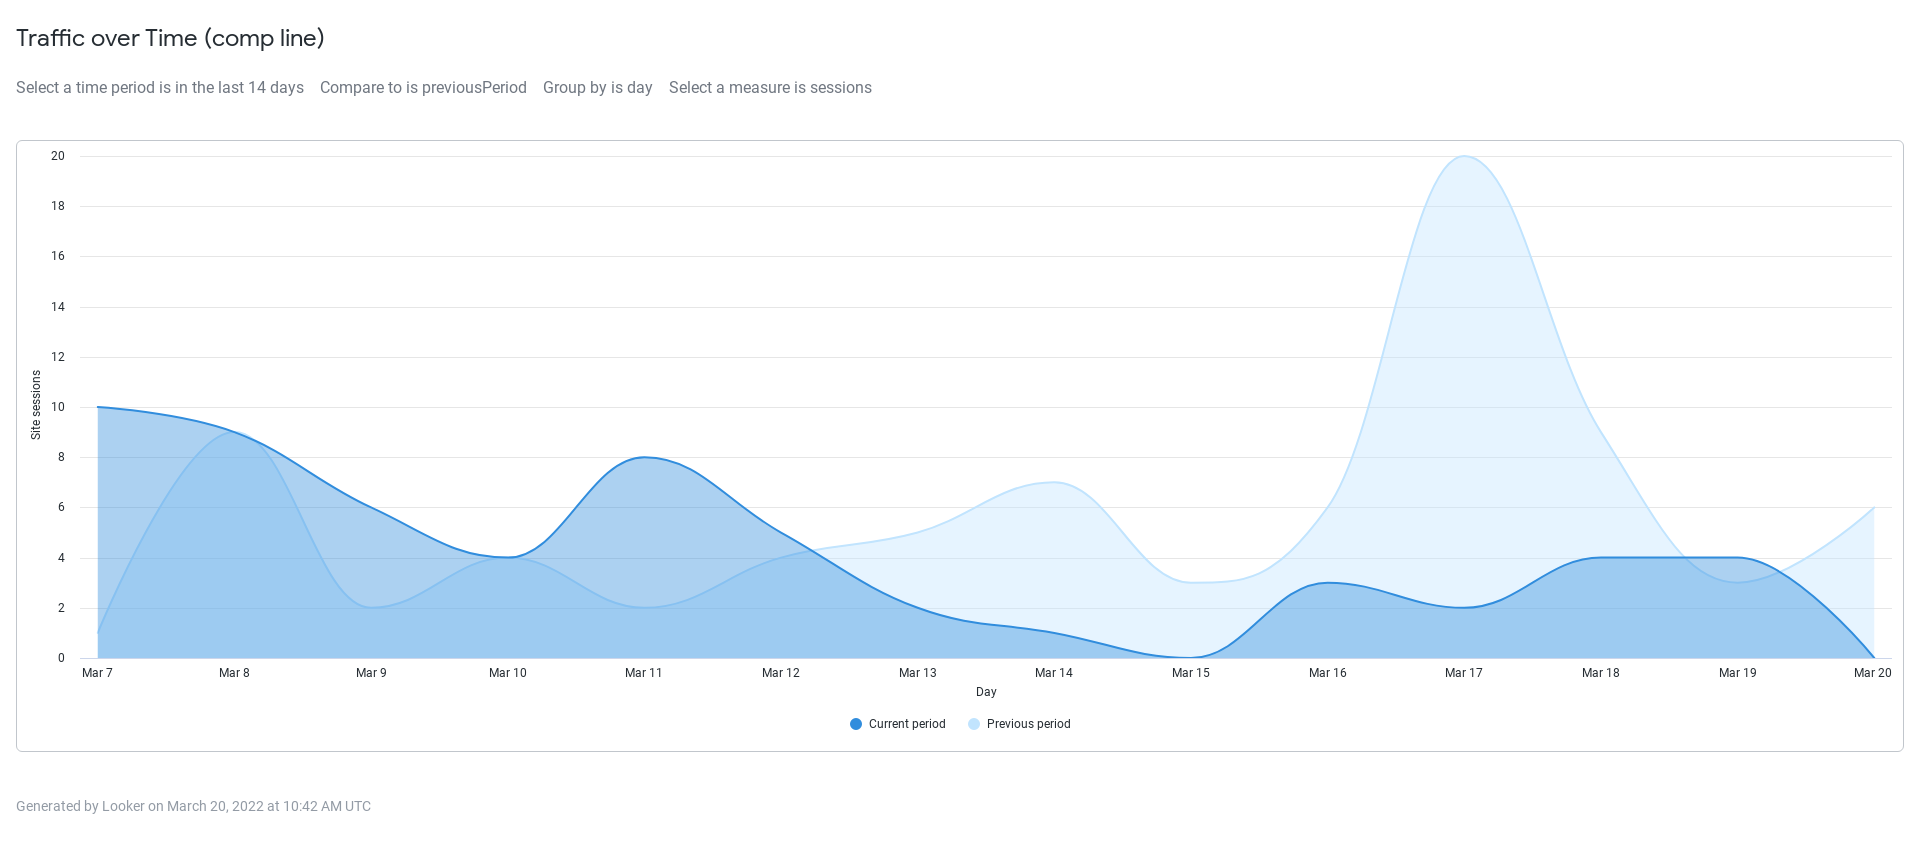 Traffic over Time (comp line)
Select a time period is in the last 14 days Compare to is previousPeriod Group by is day Select a measure is sessions
20
18
16
14
12
10
8
6
4
2
0
Site sessions
Mar 7 Mar 8 Mar 9 Mar 10 Mar 11 Mar 12 Mar 13 Mar 14 Mar 15 Mar 16 Mar 17 Mar 18 Mar 19 Mar 20
Day
Current period Previous period
Generated by Looker on March 20, 2022 at 10:42 AM UTC